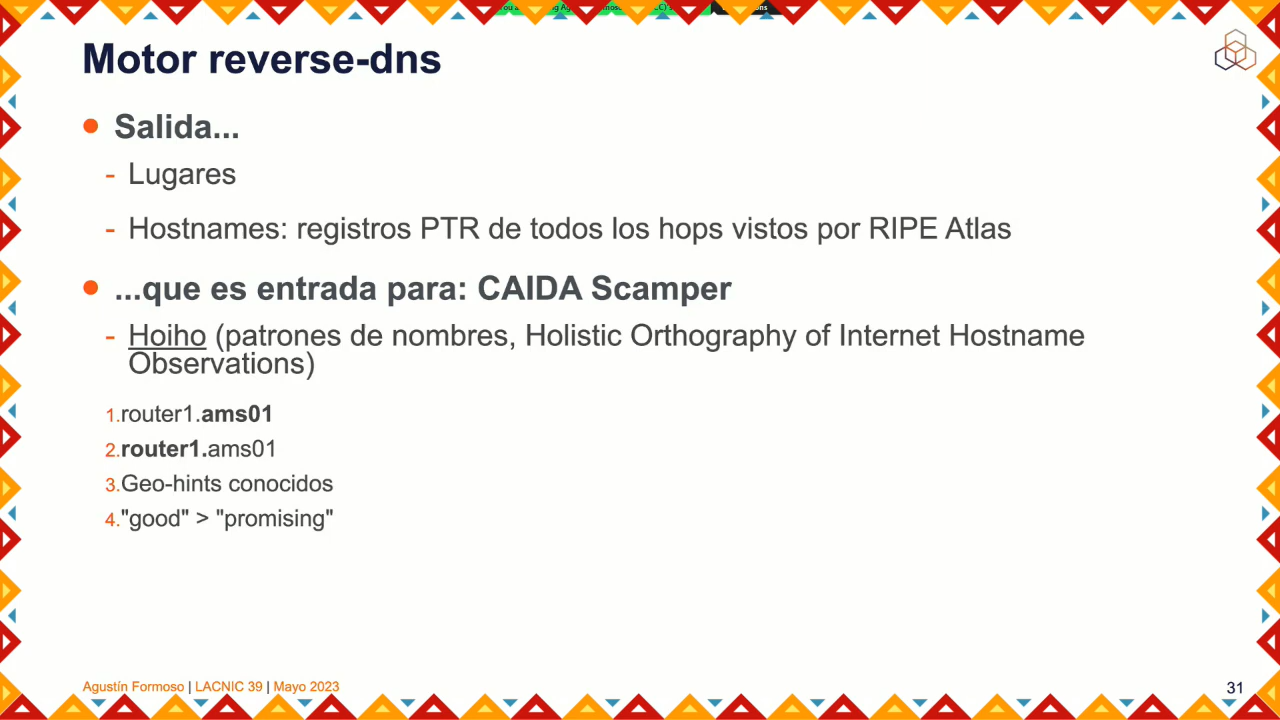 Motor reverse-dns
● Salida...
- Lugares
- Hostnames: registros PTR de todos los hops vistos por RIPE Atlas
● ...que es entrada para: CAIDA Scamper
- Hoiho (patrones de nombres, Holistic Orthography of Internet Hostname
Observations)
1.router1.ams01
2.router1.ams01
3.Geo-hints conocidos
4."good" > "promising"
Agustín Formoso | LACNIC 39 | Mayo 2023
31